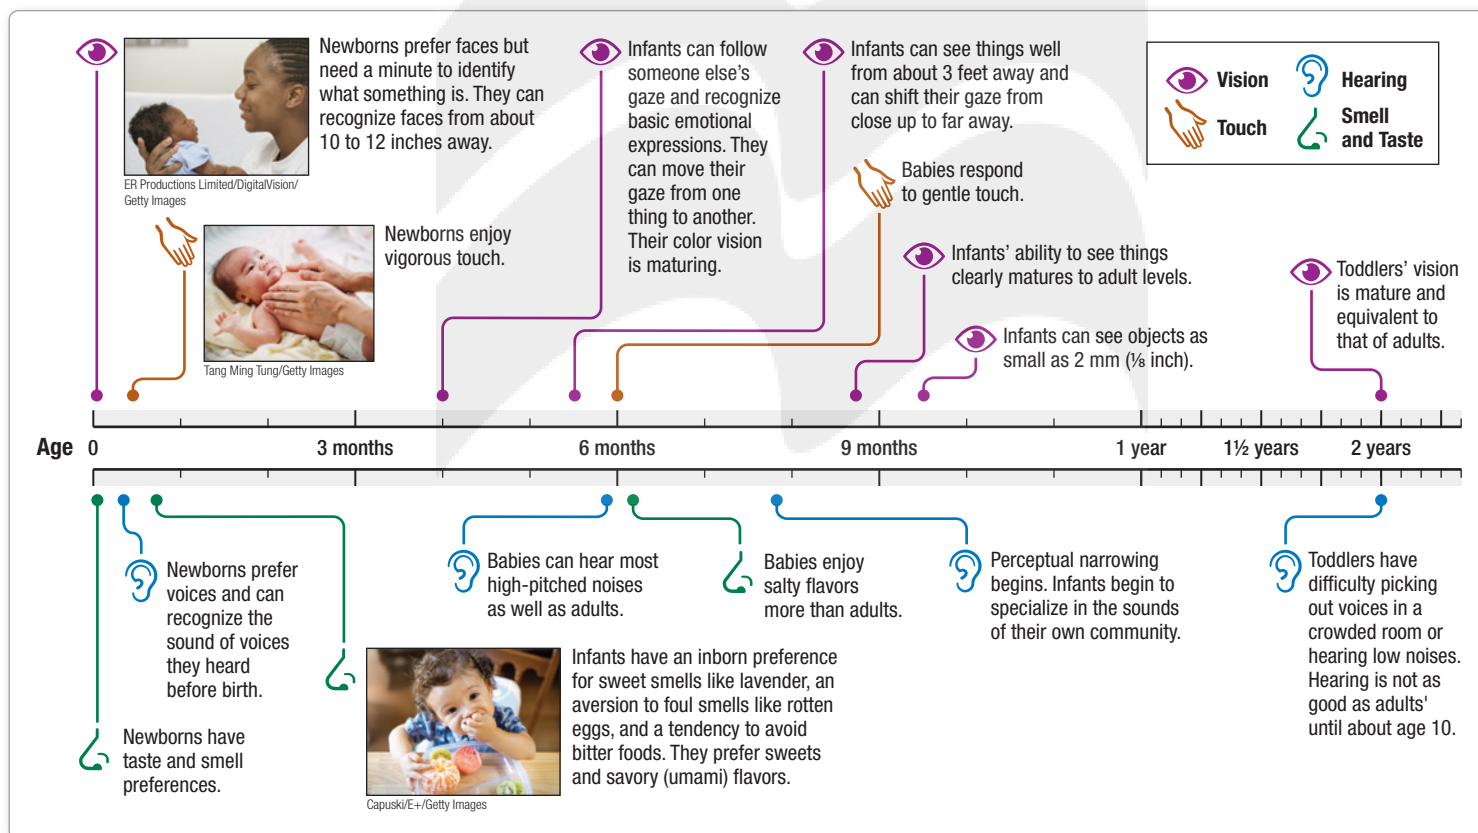 Newborns prefer faces but
need a minute to identify
what something is. They can
recognize faces from about
10 to 12 inches away.
ER Productions Limited/DigitalVision/
Getty Images
Newborns enjoy
vigorous touch.
Tang Ming Tung/Getty Images
Infants can follow
someone else's
gaze and recognize
basic emotional
expressions. They
can move their
gaze from one
thing to another.
Their color vision
is maturing.
Infants can see things well
from about 3 feet away and
can shift their gaze from
close up to far away.
Babies respond
to gentle touch.
Infants' ability to see things
clearly matures to adult levels.
Infants can see objects as
small as 2 mm (⅛ inch).
Toddlers' vision
is mature and
equivalent to
that of adults.
Vision
Hearing
Touch
Smell
and Taste
Age 0 3 months 6 months 9 months 1 year 1½ years 2 years
Newborns prefer
voices and can
recognize the
sound of voices
they heard
before birth.
Newborns have
taste and smell
preferences.
Infants have an inborn preference
for sweet smells like lavender, an
aversion to foul smells like rotten
eggs, and a tendency to avoid
bitter foods. They prefer sweets
and savory (umami) flavors.
Capuski/E+/Getty Images
Babies can hear most
high-pitched noises
as well as adults.
Babies enjoy
salty flavors
more than adults.
Perceptual narrowing
begins. Infants begin to
specialize in the sounds
of their own community.
Toddlers have
difficulty picking
out voices in a
crowded room or
hearing low noises.
Hearing is not as
good as adults'
until about age 10.